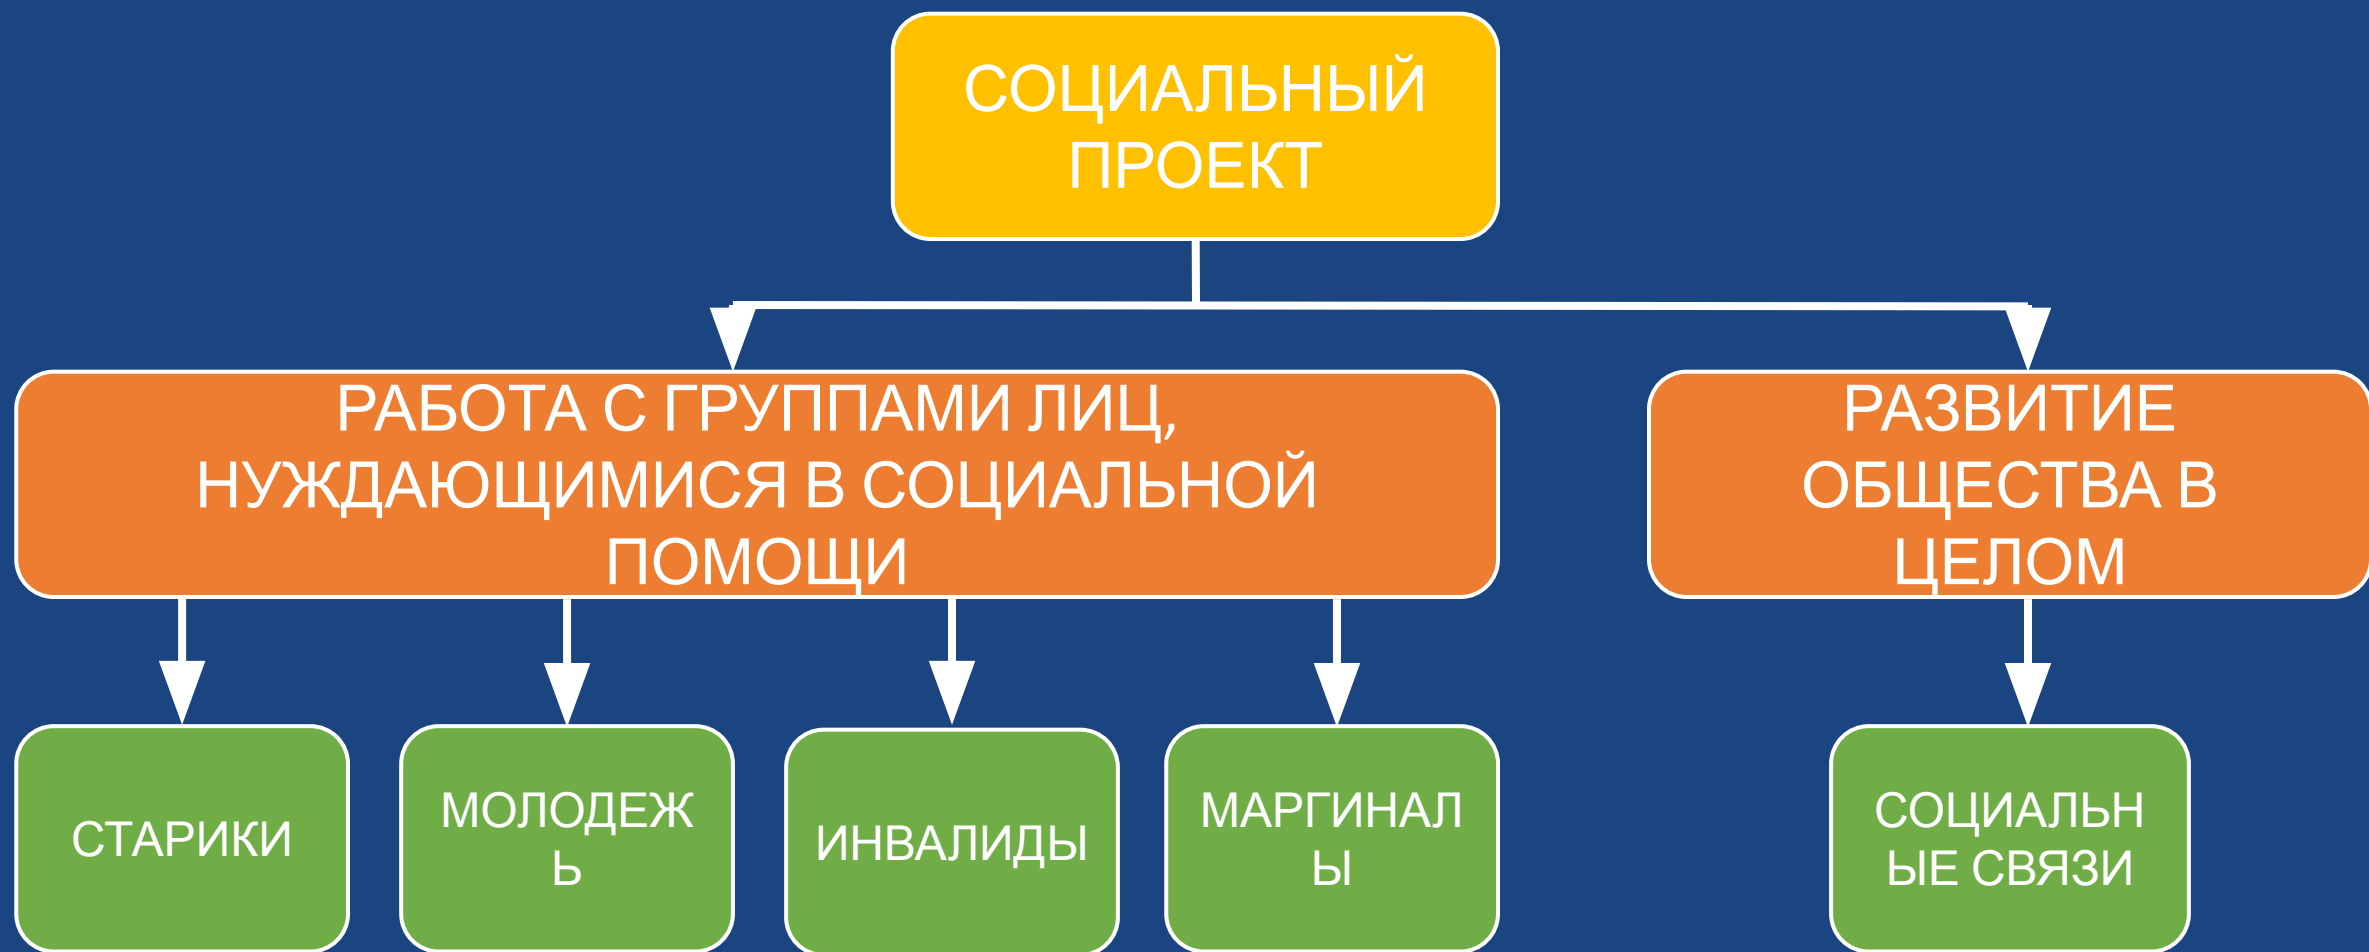 СОЦИАЛЬНЫЙ
ПРОЕКТ
РАБОТА С ГРУППАМИ ЛИЦ,
НУЖДАЮЩИМИСЯ В СОЦИАЛЬНОЙ
ПОМОЩИ
РАЗВИТИЕ
ОБЩЕСТВА В
ЦЕЛОМ
СТАРИКИ
МОЛОДЕЖ
Ь
ИНВАЛИДЫ
МАРГИНАЛ
Ы
СОЦИАЛЬН
ЫЕ СВЯЗИ